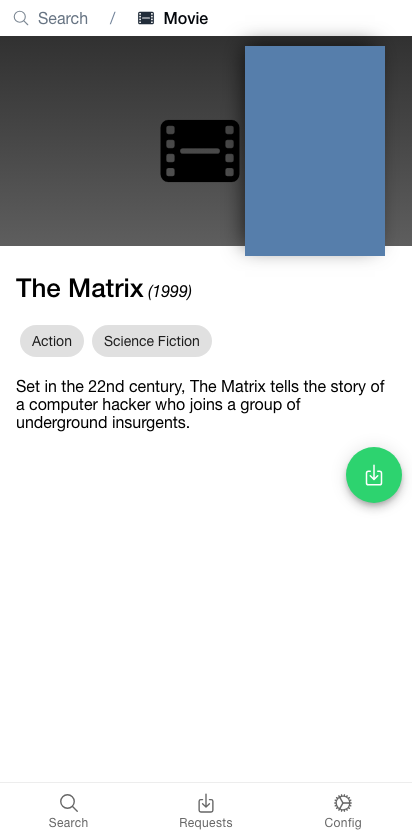 Search / Movie
The Matrix (1999)
Action Science Fiction
Set in the 22nd century, The Matrix tells the story of
a computer hacker who joins a group of
underground insurgents.
Search Requests Config